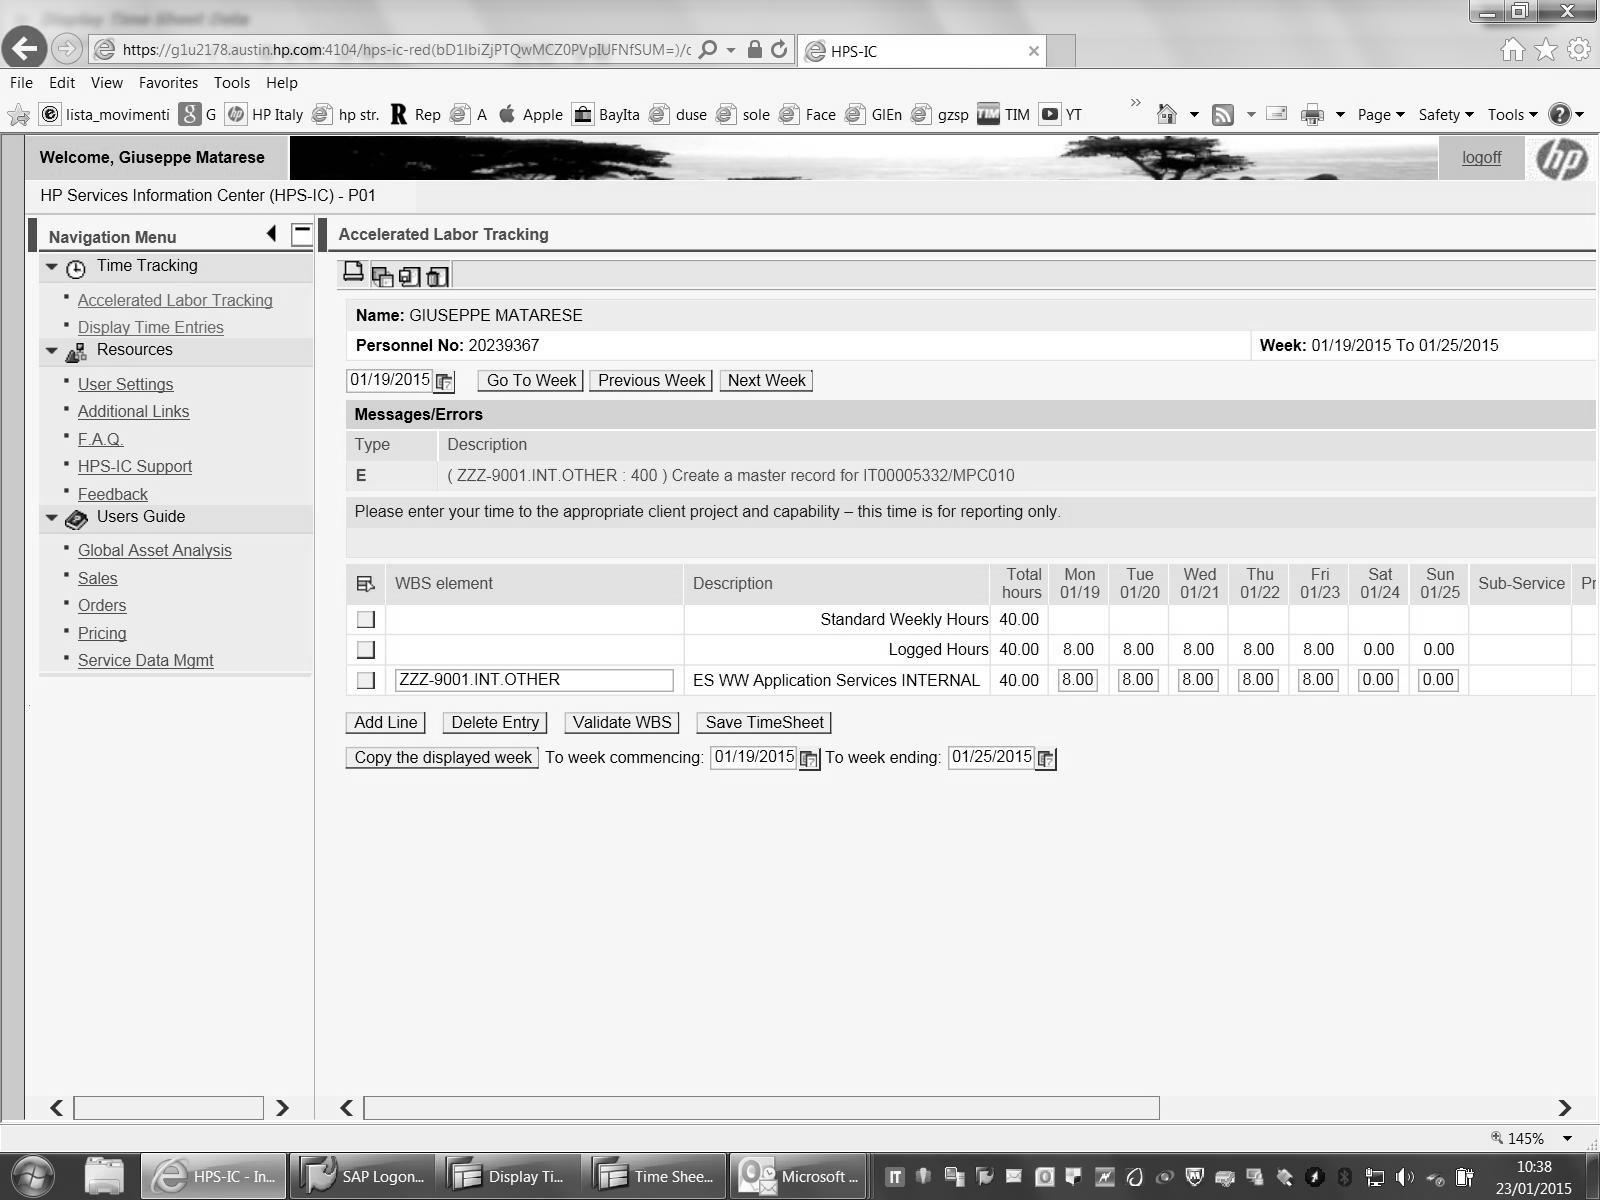 Display Time Sheet Data
https://g1u2178.austin.hp.com:4104/hps-ic-red(bD1lbiZjPTQwMCZ0PVpIUFNfSUM=)/c
HPS-IC
File Edit View Favorites Tools Help
lista_movimenti G HP Italy hp str. Rep A Apple BayIta duse sole Face GlEn gzsp TIM YT » Page Safety Tools
Welcome, Giuseppe Matarese
logoff
hp
HP Services Information Center (HPS-IC) - P01
Navigation Menu
Time Tracking
Accelerated Labor Tracking
Display Time Entries
Resources
User Settings
Additional Links
F.A.Q.
HPS-IC Support
Feedback
Users Guide
Global Asset Analysis
Sales
Orders
Pricing
Service Data Mgmt
Accelerated Labor Tracking
Name: GIUSEPPE MATARESE
Personnel No: 20239367 Week: 01/19/2015 To 01/25/2015
01/19/2015 Go To Week Previous Week Next Week
Messages/Errors
Type Description
E ( ZZZ-9001.INT.OTHER : 400 ) Create a master record for IT00005332/MPC010
Please enter your time to the appropriate client project and capability – this time is for reporting only.
WBS element Description Total hours Mon 01/19 Tue 01/20 Wed 01/21 Thu 01/22 Fri 01/23 Sat 01/24 Sun 01/25 Sub-Service Pr
Standard Weekly Hours 40.00
Logged Hours 40.00 8.00 8.00 8.00 8.00 8.00 0.00 0.00
ZZZ-9001.INT.OTHER ES WW Application Services INTERNAL 40.00 8.00 8.00 8.00 8.00 8.00 0.00 0.00
Add Line Delete Entry Validate WBS Save TimeSheet
Copy the displayed week To week commencing: 01/19/2015 To week ending: 01/25/2015
145%
HPS-IC - In... SAP Logon... Display Ti... Time Shee... Microsoft ... IT 10:38
23/01/2015